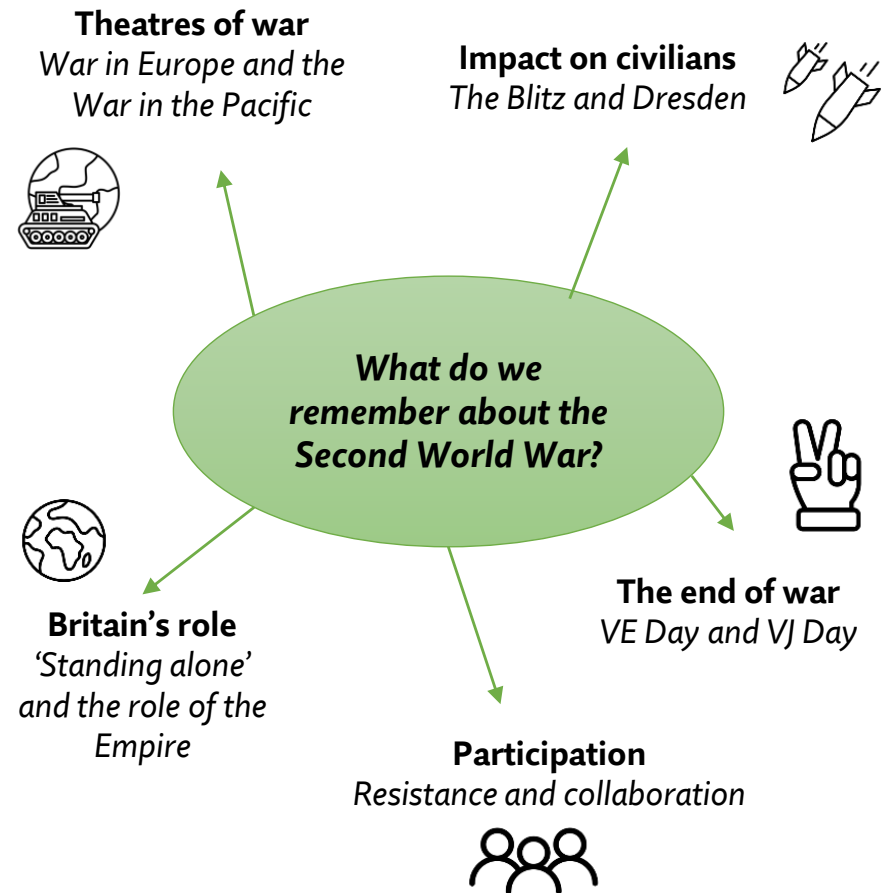 Theatres of war
War in Europe and the
War in the Pacific
Impact on civilians
The Blitz and Dresden
What do we
remember about the
Second World War?
The end of war
VE Day and VJ Day
Britain’s role
‘Standing alone’
and the role of the
Empire
Participation
Resistance and collaboration